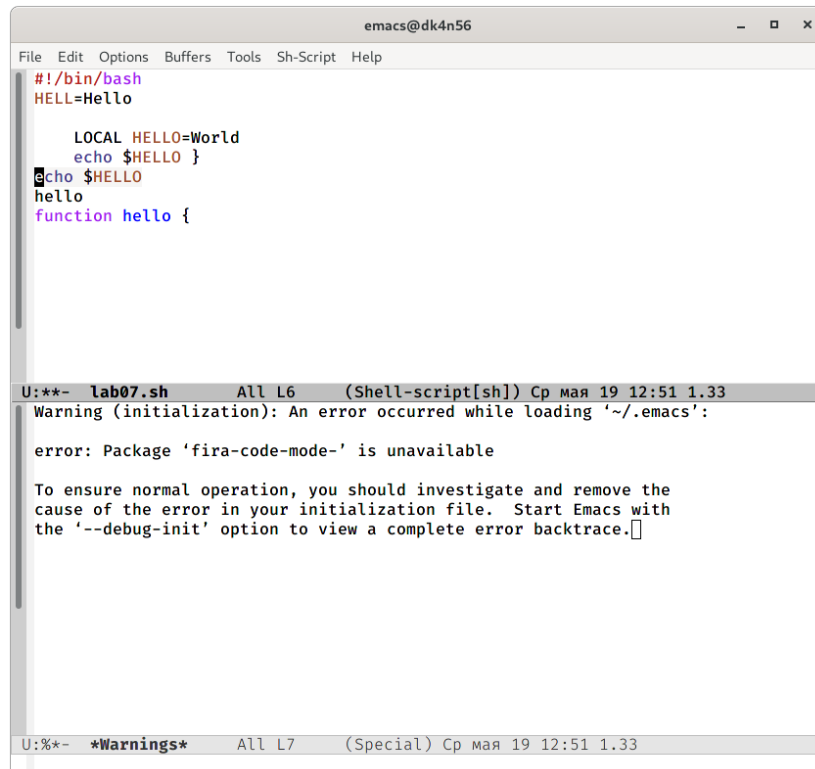 emacs@dk4n56
File Edit Options Buffers Tools Sh-Script Help
#!/bin/bash
HELL=Hello
LOCAL HELLO=World
echo $HELLO }
echo $HELLO
hello
function hello {
U:**- lab07.sh All L6 (Shell-script[sh]) Ср мая 19 12:51 1.33
Warning (initialization): An error occurred while loading ‘~/.emacs’:
error: Package ‘fira-code-mode-’ is unavailable
To ensure normal operation, you should investigate and remove the
cause of the error in your initialization file. Start Emacs with
the ‘--debug-init’ option to view a complete error backtrace.
U:%*- *Warnings* All L7 (Special) Ср мая 19 12:51 1.33